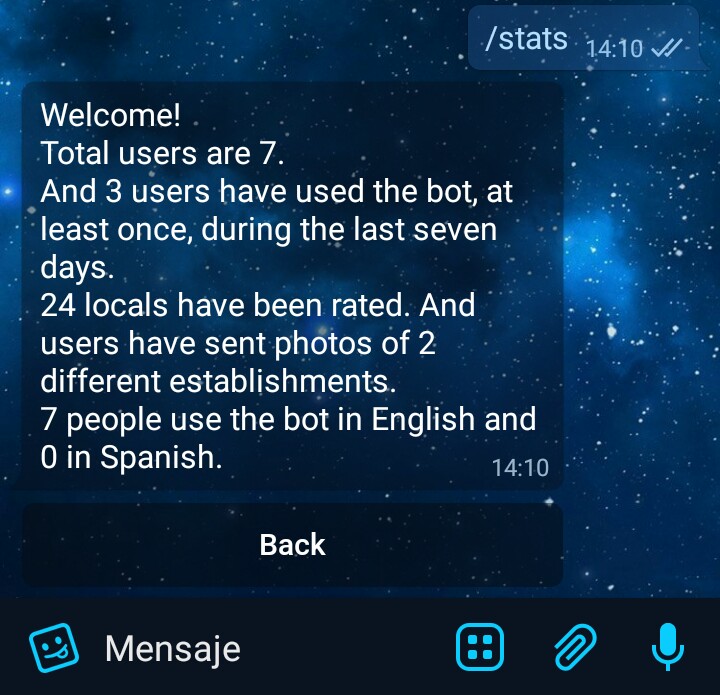 /stats 14:10
Welcome!
Total users are 7.
And 3 users have used the bot, at
least once, during the last seven
days.
24 locals have been rated. And
users have sent photos of 2
different establishments.
7 people use the bot in English and
0 in Spanish.
14:10
Back
Mensaje